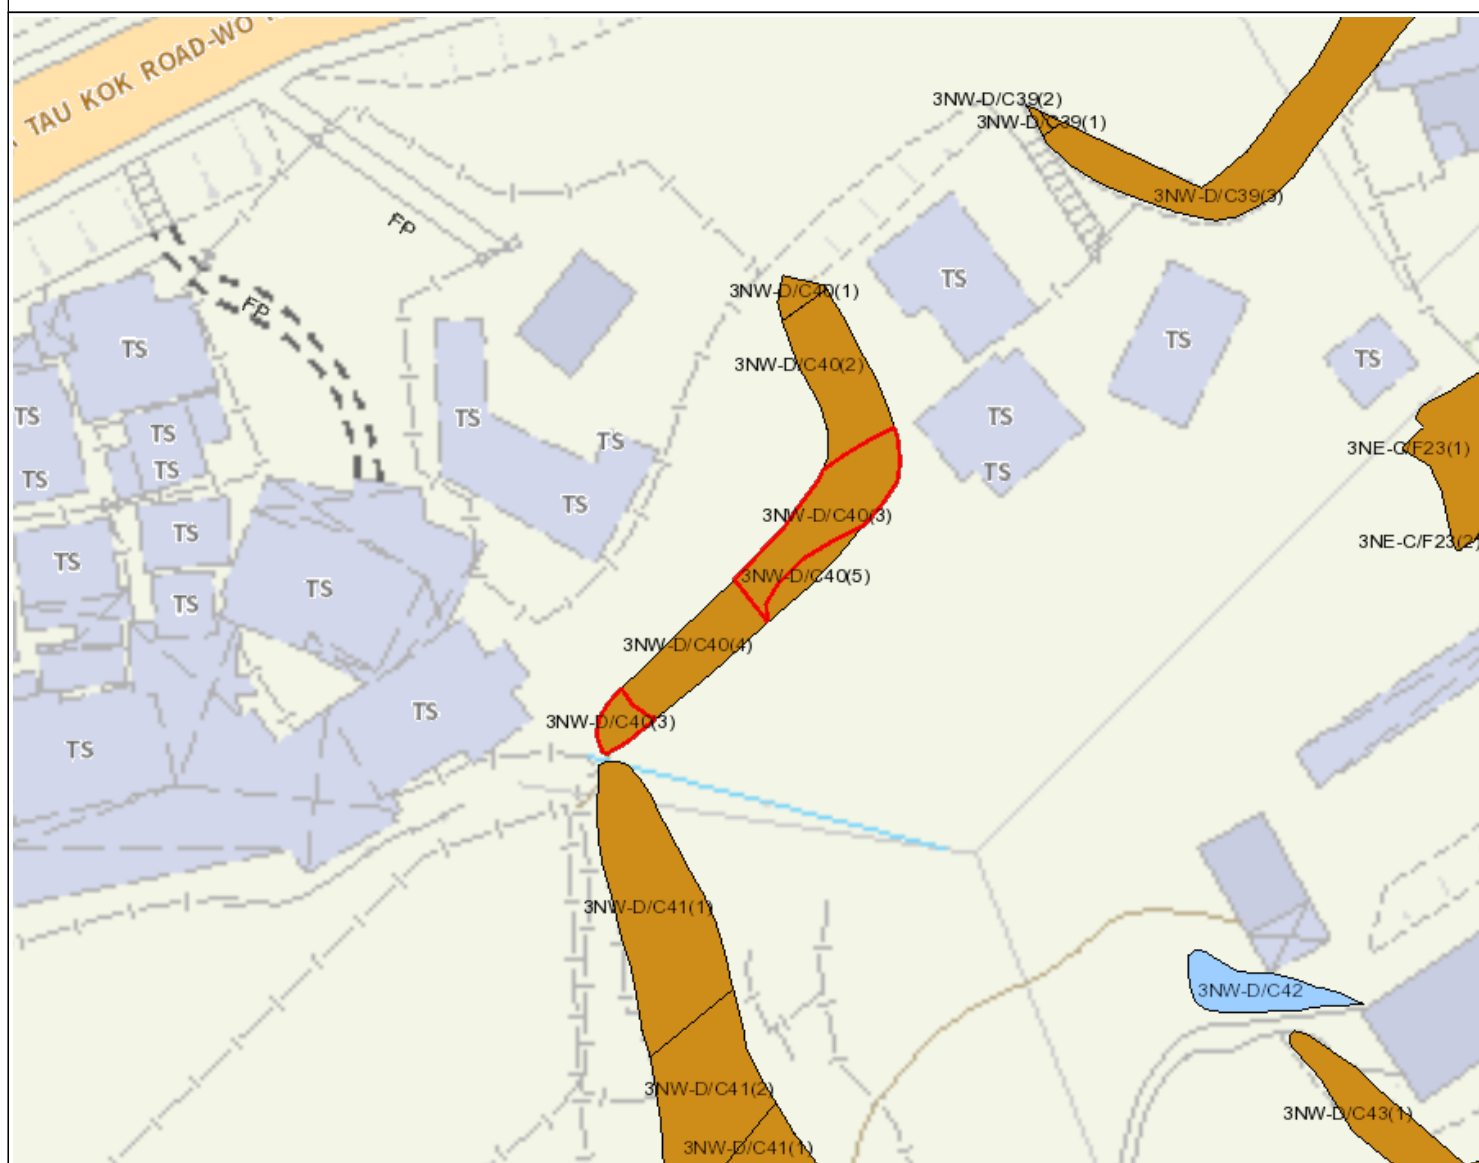 TAU KOK ROAD-WO
3NW-D/C39(2)
3NW-D/C39(1)
3NW-D/C39(3)
FP
FP
3NW-D/C40(1)
TS
TS
TS
TS
3NW-D/C40(2)
TS
TS
TS
TS
TS
TS
TS
TS
TS
TS
3NE-C/F23(1)
TS
3NW-D/C40(3)
TS
3NE-C/F23(2)
TS
TS
TS
3NW-D/C40(5)
3NW-D/C40(4)
TS
3NW-D/C40(3)
TS
3NW-D/C41(1)
3NW-D/C42
3NW-D/C41(2)
3NW-D/C43(1)
3NW-D/C41(1)